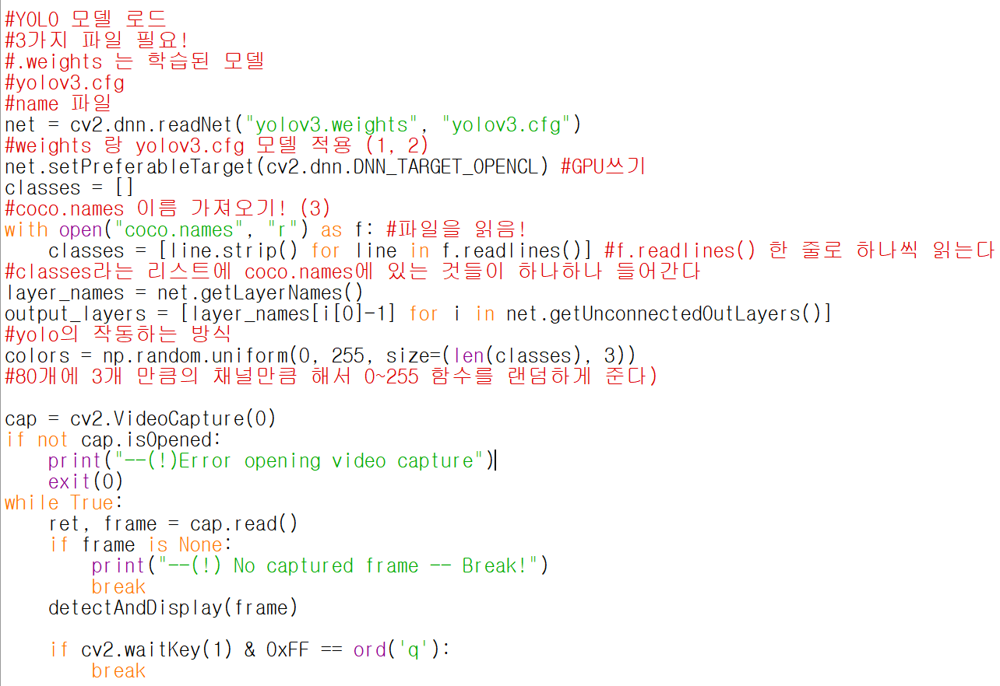 #YOLO 모델 로드
#3가지 파일 필요!
#.weights 는 학습된 모델
#yolov3.cfg
#name 파일
net = cv2.dnn.readNet("yolov3.weights", "yolov3.cfg")
#weights 랑 yolov3.cfg 모델 적용 (1, 2)
net.setPreferableTarget(cv2.dnn.DNN_TARGET_OPENCL) #GPU쓰기
classes = []
#coco.names 이름 가져오기! (3)
with open("coco.names", "r") as f: #파일을 읽음!
    classes = [line.strip() for line in f.readlines()] #f.readlines() 한 줄로 하나씩 읽는다
#classes라는 리스트에 coco.names에 있는 것들이 하나하나 들어간다
layer_names = net.getLayerNames()
output_layers = [layer_names[i[0]-1] for i in net.getUnconnectedOutLayers()]
#yolo의 작동하는 방식
colors = np.random.uniform(0, 255, size=(len(classes), 3))
#80개에 3개 만큼의 채널만큼 해서 0~255 함수를 랜덤하게 준다)

cap = cv2.VideoCapture(0)
if not cap.isOpened:
    print("--(!)Error opening video capture")
    exit(0)
while True:
    ret, frame = cap.read()
    if frame is None:
        print("--(!) No captured frame -- Break!")
        break
    detectAndDisplay(frame)

    if cv2.waitKey(1) & 0xFF == ord('q'):
        break